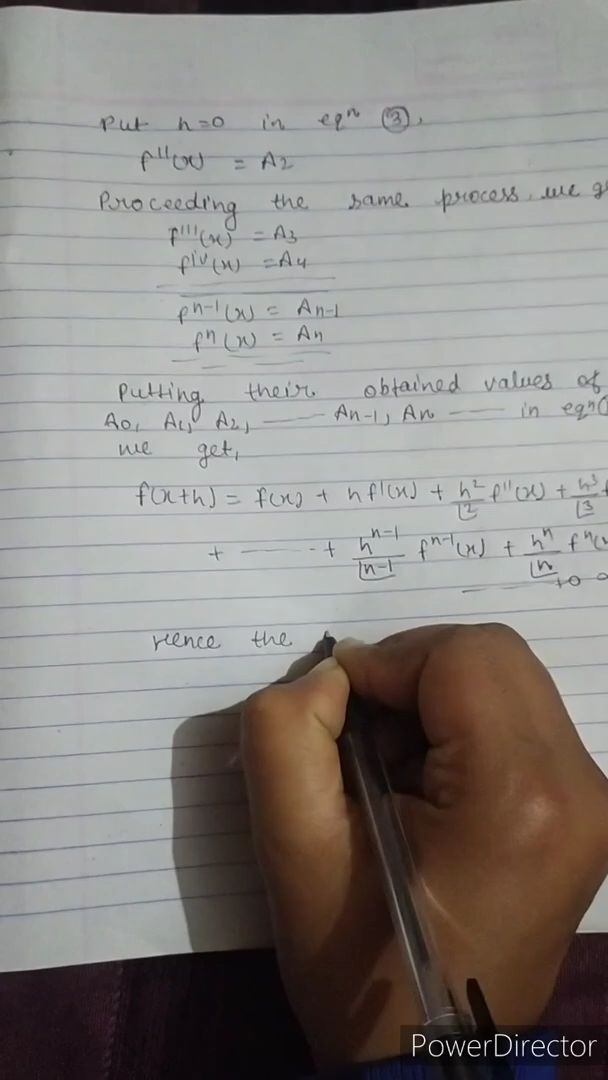 Put h=0 in eqⁿ ③,
f''(x) = A2
Proceeding the same process, we
f'''(x) = A3
f^iv(x) = A4
f^n-1(x) = An-1
f^n(x) = An
Putting their obtained values of
A0, A1, A2, —— An-1, An —— in eqⁿ
we get,
f(x+h) = f(x) + h f'(x) + h²/⌊2 f''(x) + h³/⌊3
+ ------ + h^n-1/⌊n-1 f^n-1(x) + h^n/⌊n f^n(x
—— to
Hence the
PowerDirector